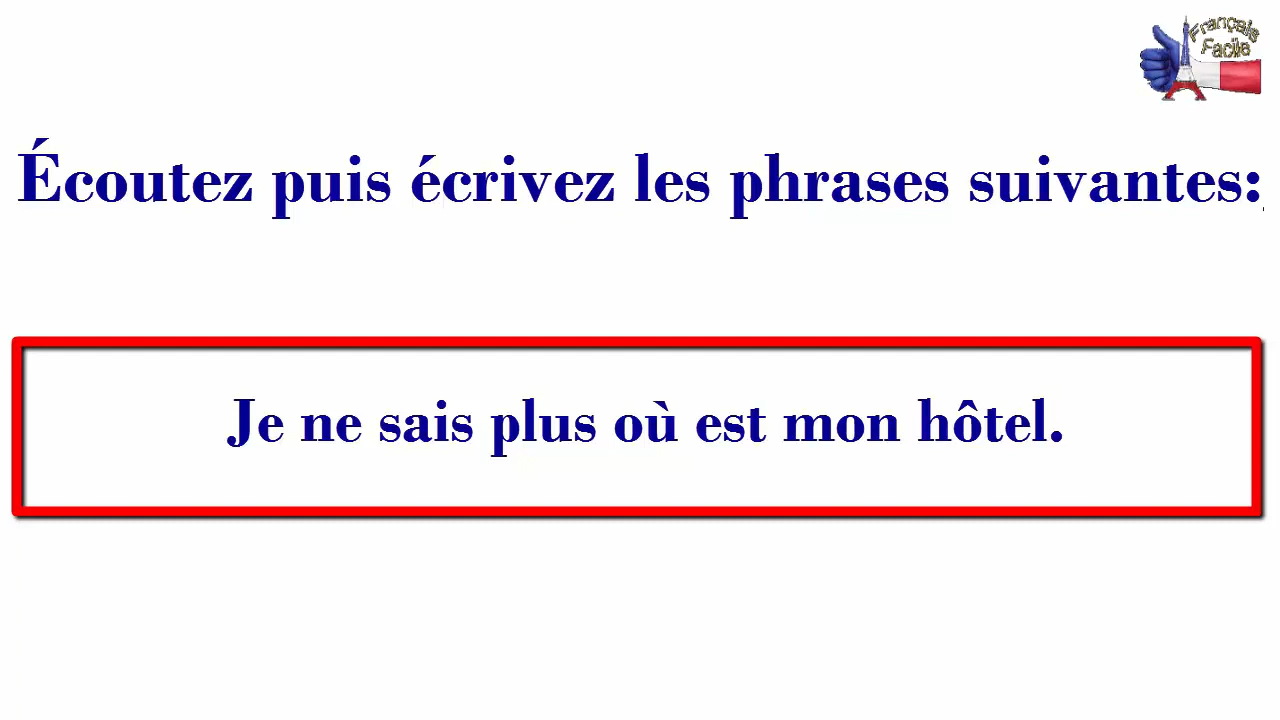 Français
Facile
Écoutez puis écrivez les phrases suivantes:
Je ne sais plus où est mon hôtel.